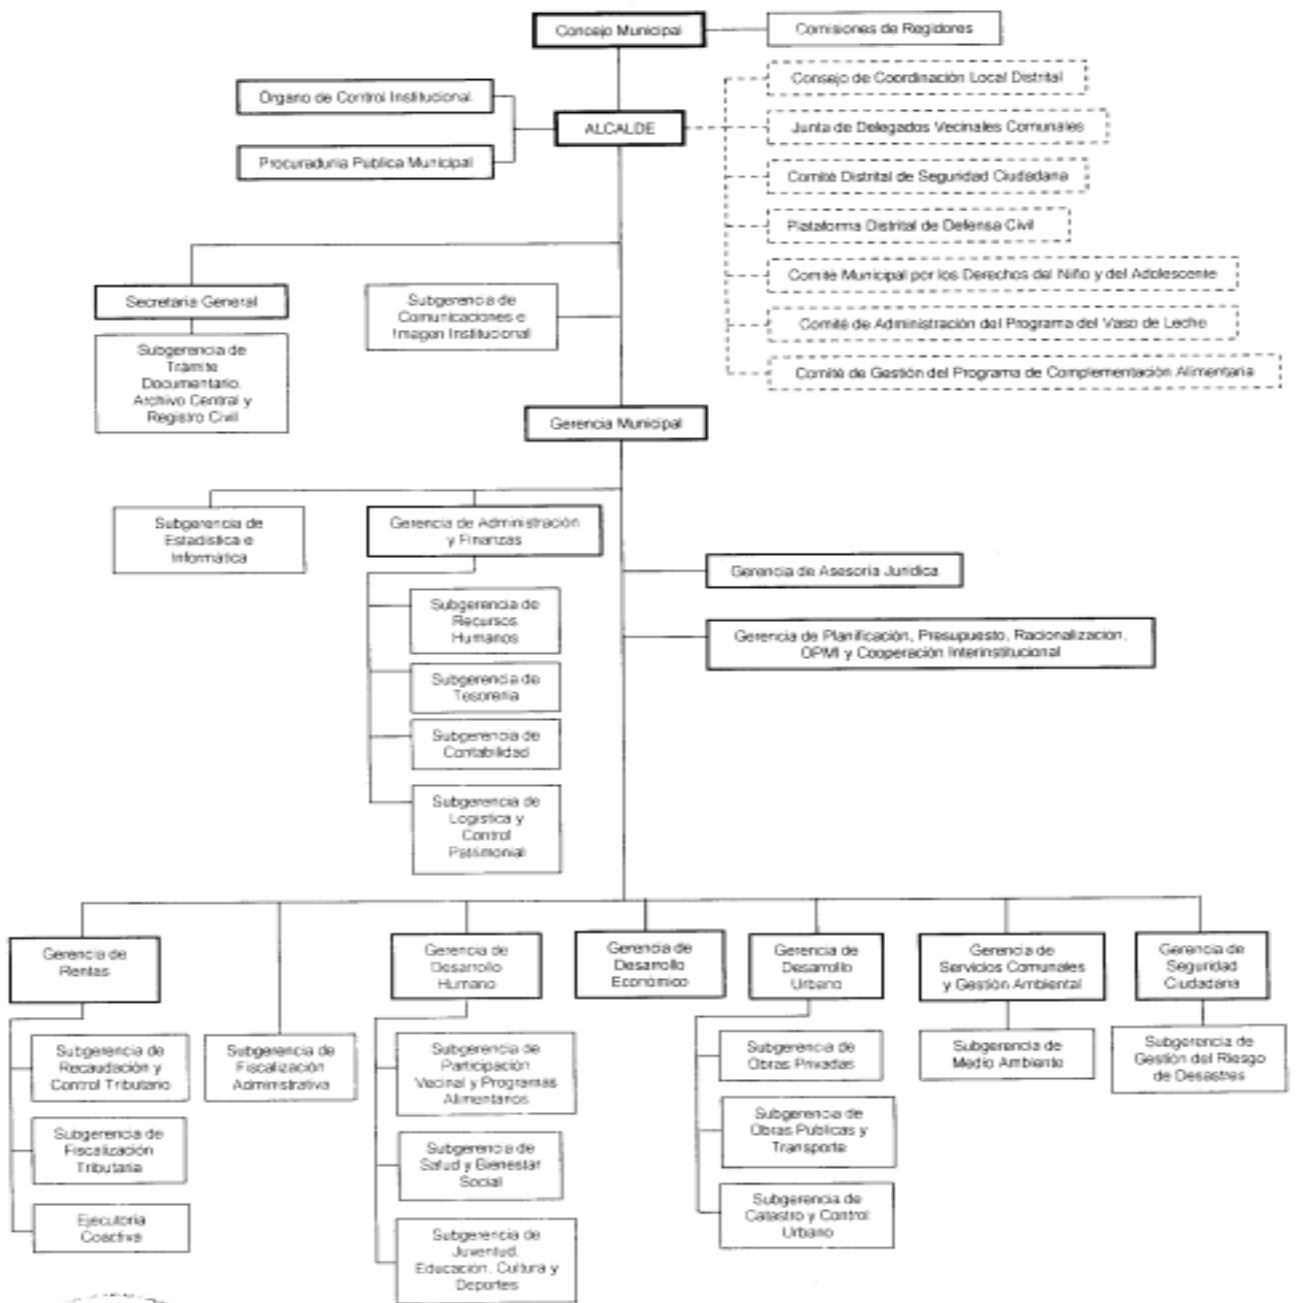 Concejo Municipal
Comisiones de Regidores
Consejo de Coordinación Local Distrital
Organo de Control Institucional
ALCALDE
Junta de Delegados Vecinales Comunales
Procuraduria Publica Municipal
Comité Distrital de Seguridad Ciudadana
Plataforma Distrital de Defensa Civil
Comité Municipal por los Derechos del Niño y del Adolescente
Comité de Administración del Programa del Vaso de Leche
Comité de Gestión del Programa de Complementación Alimentaria
Secretaria General
Subgerencia de
Comunicaciones e
Imagen Institucional
Subgerencia de
Trámite
Documentario,
Archivo Central y
Registro Civil
Gerencia Municipal
Subgerencia de
Estadística e
Informática
Gerencia de Administración
y Finanzas
Gerencia de Asesoría Jurídica
Subgerencia de
Recursos
Humanos
Gerencia de Planificación, Presupuesto, Racionalización,
OPMI y Cooperación Interinstitucional
Subgerencia de
Tesoreria
Subgerencia de
Contabilidad
Subgerencia de
Logística y
Control
Patrimonial
Gerencia de
Rentas
Gerencia de
Desarrollo
Humano
Gerencia de
Desarrollo
Económico
Gerencia de
Desarrollo
Urbano
Gerencia de
Servicios Comunales
y Gestión Ambiental
Gerencia de
Seguridad
Ciudadana
Subgerencia de
Recaudación y
Control Tributario
Subgerencia de
Fiscalización
Administrativa
Subgerencia de
Participación
Vecinal y Programas
Alimentarios
Subgerencia de
Obras Privadas
Subgerencia de
Medio Ambiente
Subgerencia de
Gestión del Riesgo
de Desastres
Subgerencia de
Fiscalización
Tributaria
Subgerencia de
Salud y Bienestar
Social
Subgerencia de
Obras Publicas y
Transporte
Ejecutoria
Coactiva
Subgerencia de
Juventud,
Educación, Cultura y
Deportes
Subgerencia de
Catastro y Control
Urbano